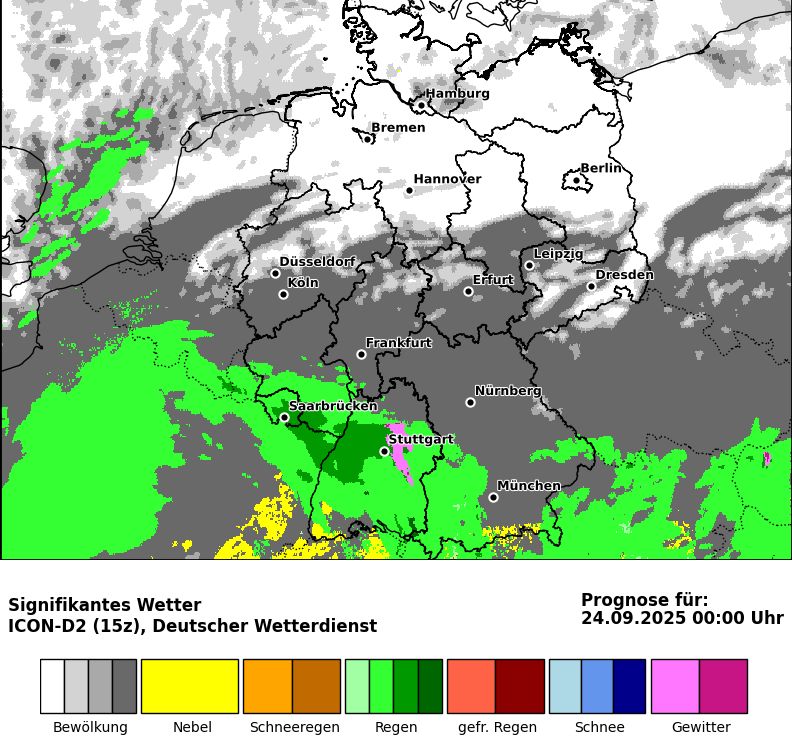 Hamburg
Bremen
Berlin
Hannover
Leipzig
Düsseldorf
Dresden
Köln
Erfurt
Frankfurt
Nürnberg
Saarbrücken
Stuttgart
München
Signifikantes Wetter
ICON-D2 (15z), Deutscher Wetterdienst
Prognose für:
24.09.2025 00:00 Uhr
Bewölkung
Nebel
Schneeregen
Regen
gefr. Regen
Schnee
Gewitter